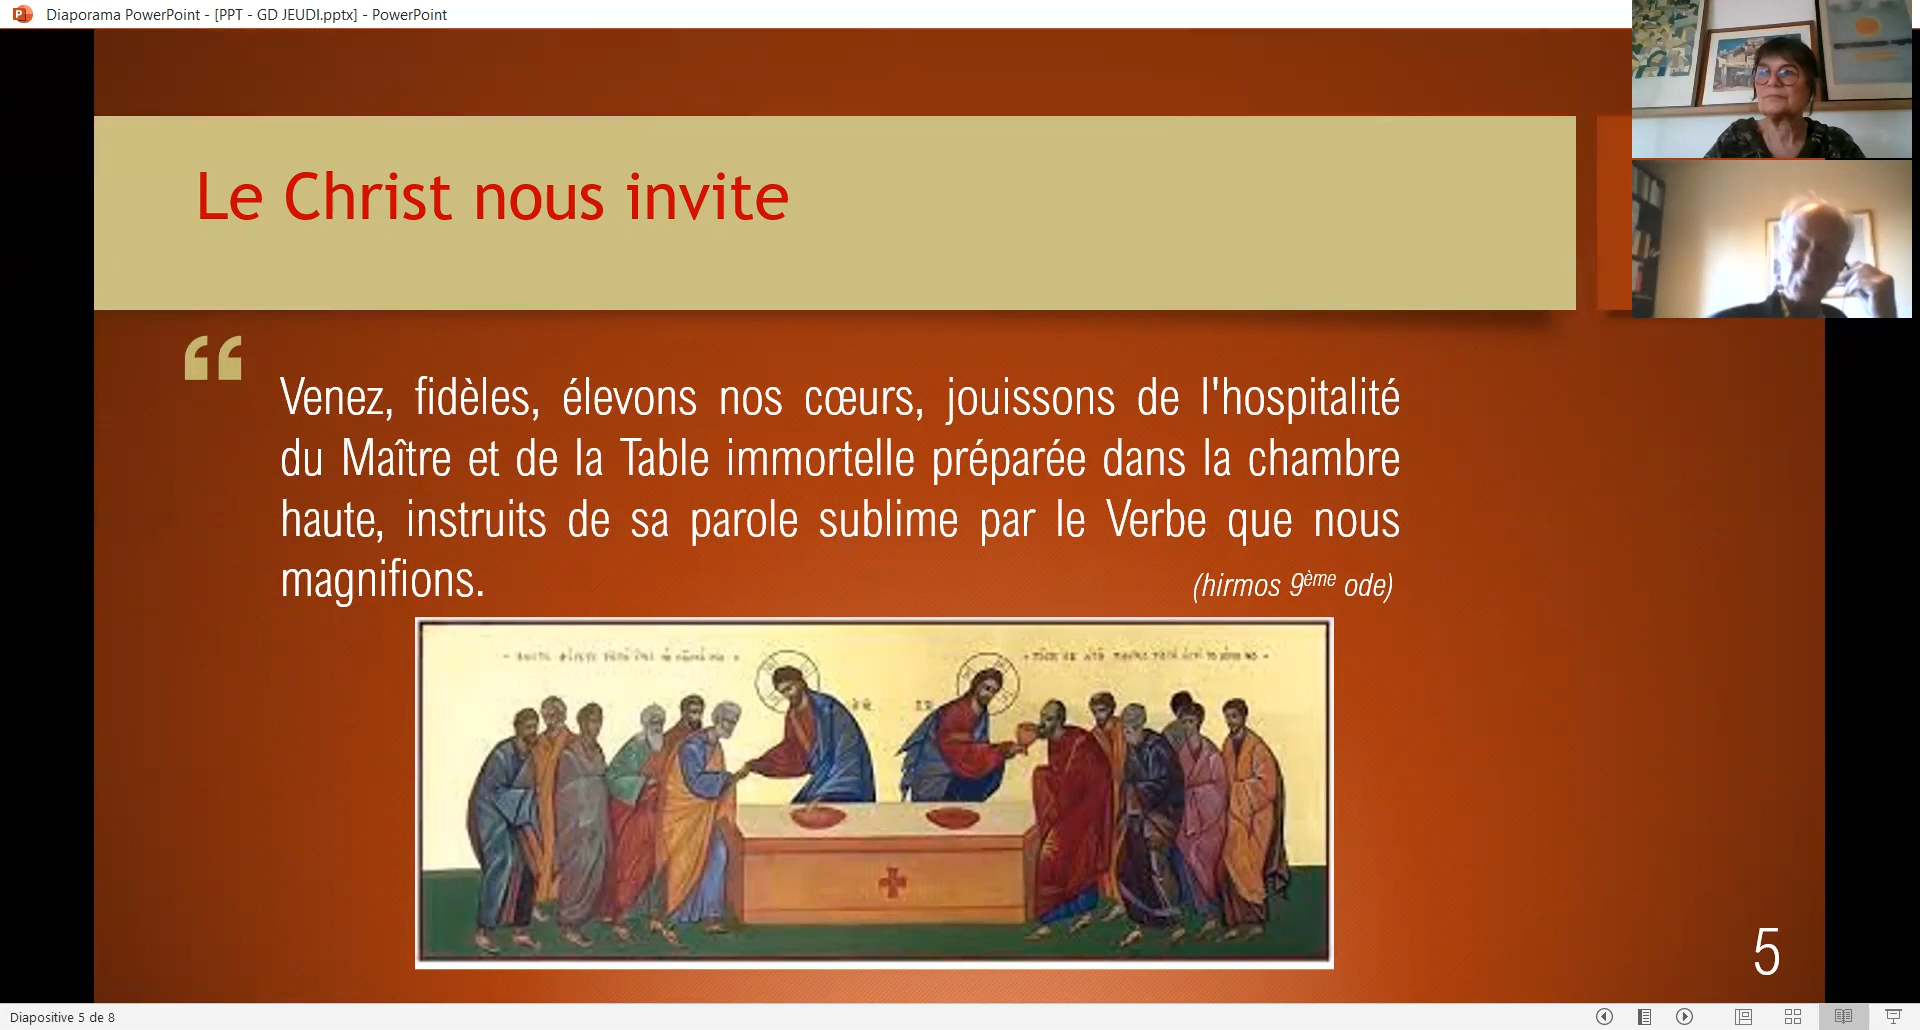 Diaporama PowerPoint - [PPT - GD JEUDI.pptx] - PowerPoint
Le Christ nous invite
“
Venez, fidèles, élevons nos cœurs, jouissons de l'hospitalité
du Maître et de la Table immortelle préparée dans la chambre
haute, instruits de sa parole sublime par le Verbe que nous
magnifions.
(hirmos 9ème ode)
5
Diapositive 5 de 8